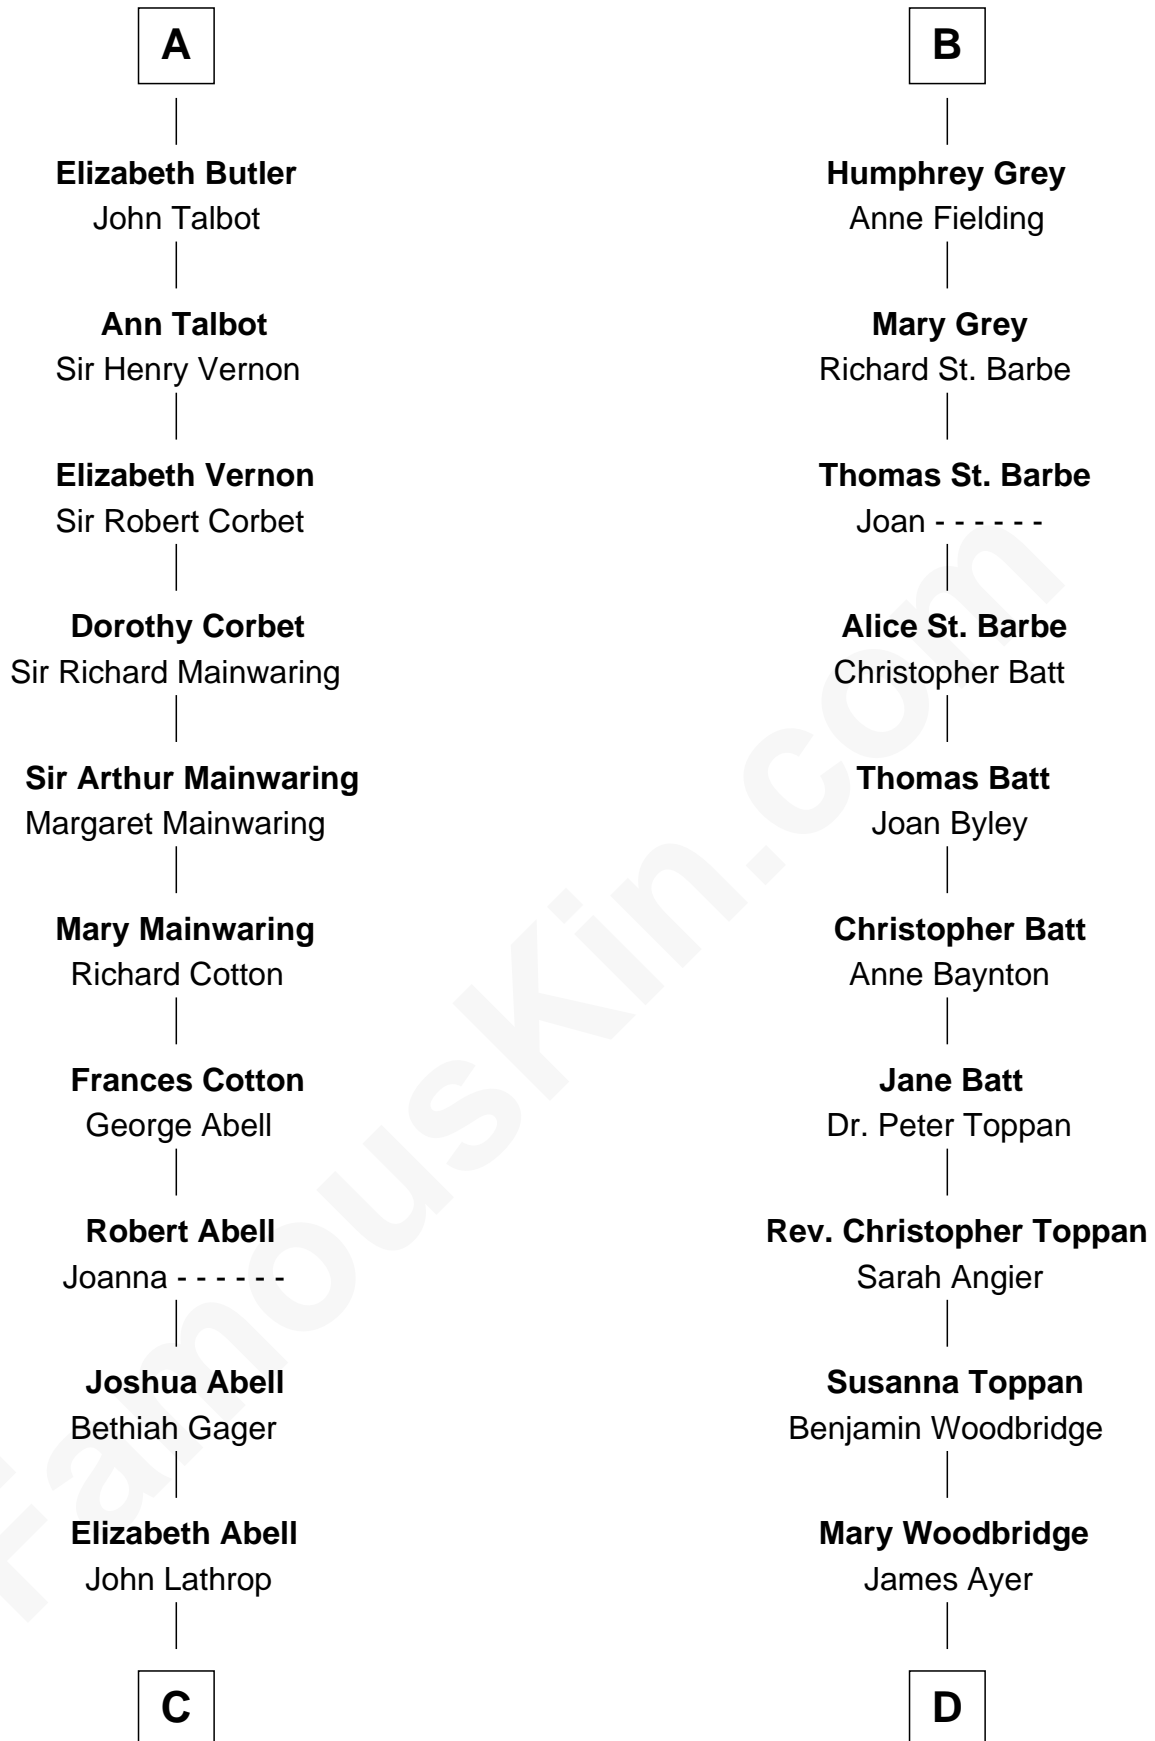 A
Elizabeth Butler
John Talbot
Ann Talbot
Sir Henry Vernon
Elizabeth Vernon
Sir Robert Corbet
Dorothy Corbet
Sir Richard Mainwaring
Sir Arthur Mainwaring
Margaret Mainwaring
Mary Mainwaring
Richard Cotton
Frances Cotton
George Abell
Robert Abell
Joanna - - - - - -
Joshua Abell
Bethiah Gager
Elizabeth Abell
John Lathrop
C
B
Humphrey Grey
Anne Fielding
Mary Grey
Richard St. Barbe
Thomas St. Barbe
Joan - - - - - -
Alice St. Barbe
Christopher Batt
Thomas Batt
Joan Byley
Christopher Batt
Anne Baynton
Jane Batt
Dr. Peter Toppan
Rev. Christopher Toppan
Sarah Angier
Susanna Toppan
Benjamin Woodbridge
Mary Woodbridge
James Ayer
D
FamousKin.com